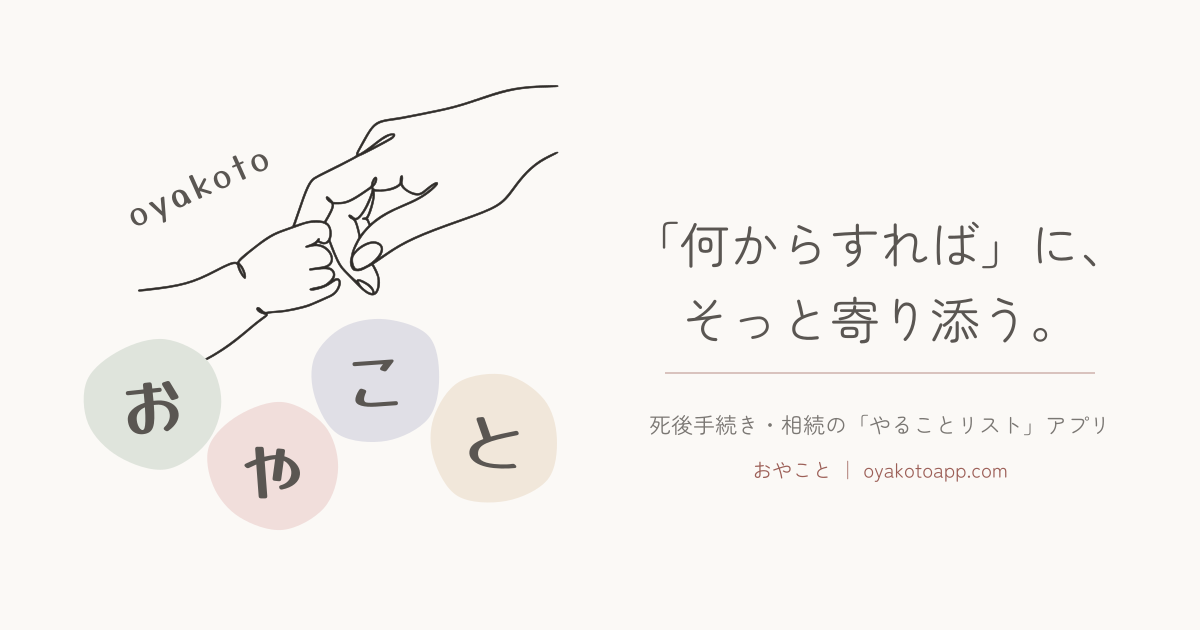 oyakoto
おやこと
「何からすれば」に、
そっと寄り添う。
死後手続き・相続の「やることリスト」アプリ
おやこと｜oyakotoapp.com